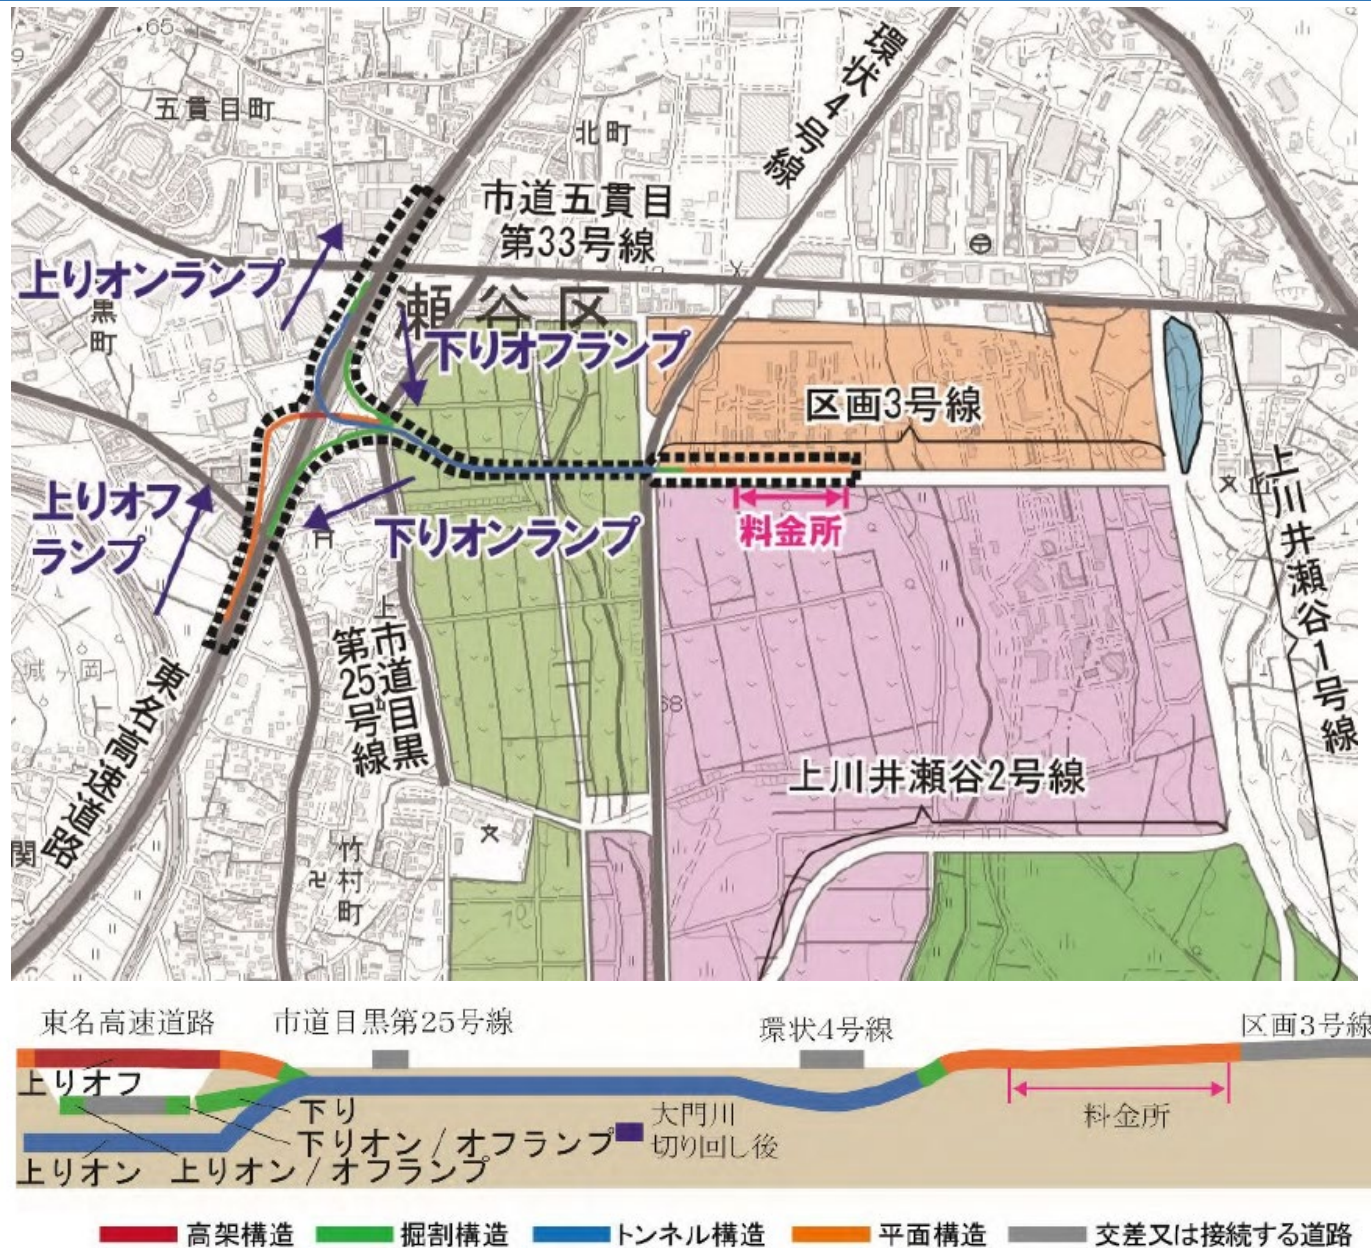 65
9
五貫目町
北町
環状4号線
市道五貫目
第33号線
上りオンランプ
瀬谷区
黒町
65
下りオフランプ
区画3号線
上りオフ
ランプ
下りオンランプ
料金所
上川井瀬谷1号線
上
市道目黒
第25号線
城ヶ岡
東名高速道路
68
上川井瀬谷2号線
関
竹村町
東名高速道路
市道目黒第25号線
環状4号線
区画3号線
上りオフ
下り
下りオン/オフランプ
大門川
切り回し後
料金所
上りオン
上りオン/オフランプ
高架構造
掘割構造
トンネル構造
平面構造
交差又は接続する道路